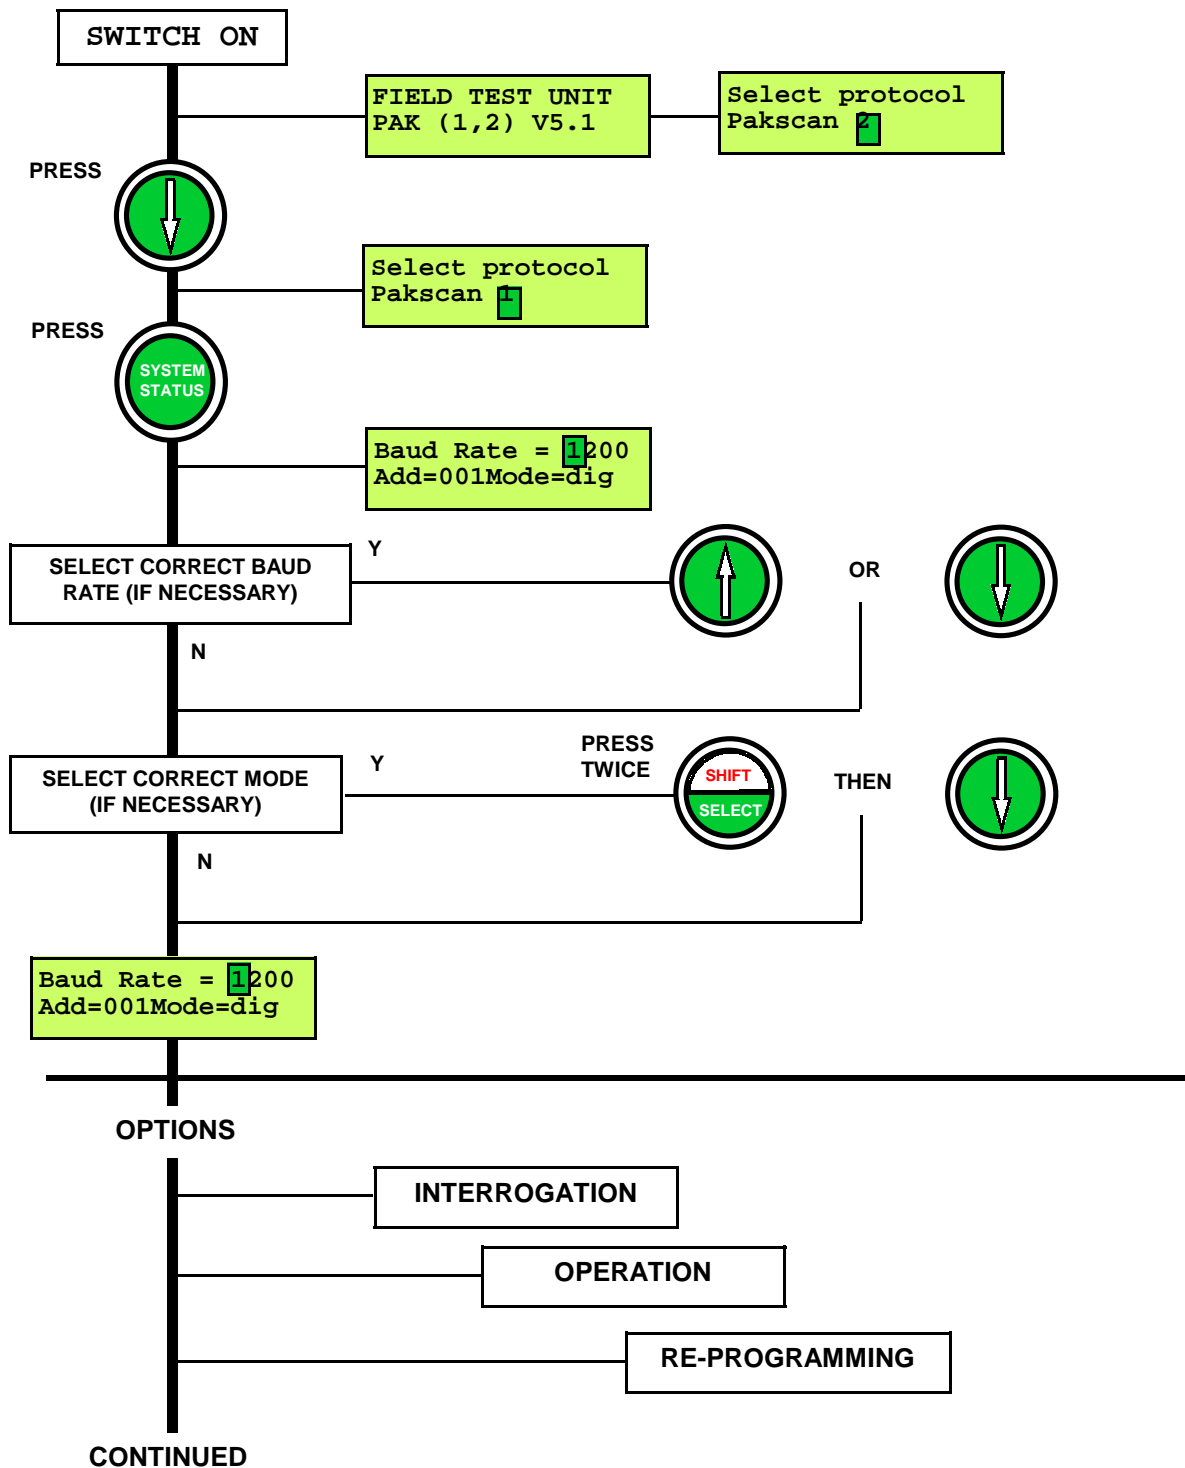 SWITCH ON
FIELD TEST UNIT
PAK (1,2) V5.1
Select protocol
Pakscan 2
PRESS
Select protocol
Pakscan 1
PRESS
SYSTEM
STATUS
Baud Rate = 1200
Add=001Mode=dig
SELECT CORRECT BAUD
RATE (IF NECESSARY)
Y
OR
N
SELECT CORRECT MODE
(IF NECESSARY)
Y
PRESS
TWICE
SHIFT
SELECT
THEN
N
Baud Rate = 1200
Add=001Mode=dig
OPTIONS
INTERROGATION
OPERATION
RE-PROGRAMMING
CONTINUED